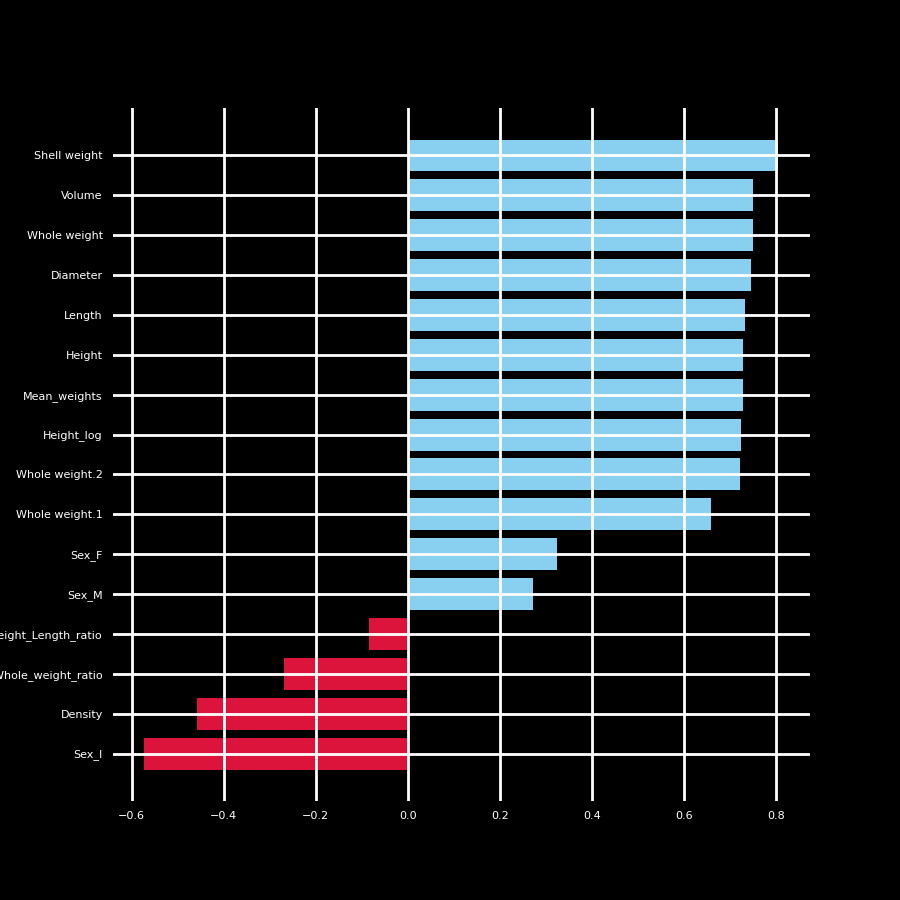 Shell weight
Volume
Whole weight
Diameter
Length
Height
Mean_weights
Height_log
Whole weight.2
Whole weight.1
Sex_F
Sex_M
eight_Length_ratio
Whole_weight_ratio
Density
Sex_I
−0.6 −0.4 −0.2 0.0 0.2 0.4 0.6 0.8